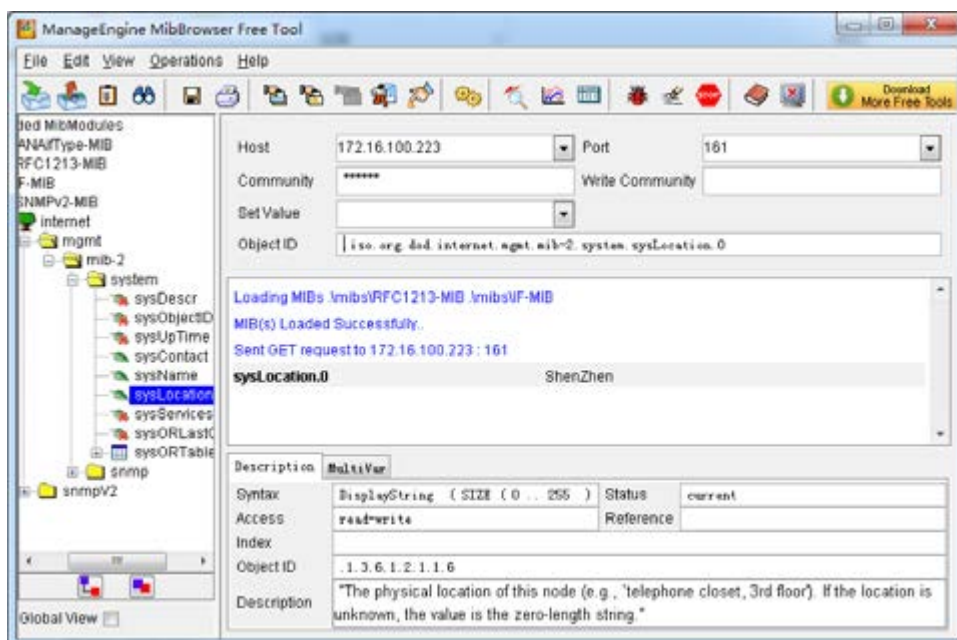 ManageEngine MibBrowser Free Tool
File Edit View Operations Help
Download
More Free Tools
ded MibModules
ANAifType-MIB
RFC1213-MIB
F-MIB
SNMPv2-MIB
internet
mgmt
mib-2
system
sysDescr
sysObjectID
sysUpTime
sysContact
sysName
sysLocation
sysServices
sysORLast
sysORTable
snmp
snmpV2
Global View
Host 172.16.100.223 Port 161
Community ****** Write Community
Set Value
Object ID iso.org.dod.internet.mgmt.mib-2.system.sysLocation.0
Loading MIBs .\mibs\RFC1213-MIB .\mibs\IF-MIB
MIB(s) Loaded Successfully..
Sent GET request to 172.16.100.223 : 161
sysLocation.0 ShenZhen
Description MultiVar
Syntax DisplayString ( SIZE ( 0 .. 255 ) Status current
Access read-write Reference
Index
Object ID .1.3.6.1.2.1.1.6
Description "The physical location of this node (e.g., 'telephone closet, 3rd floor'). If the location is
unknown, the value is the zero-length string."